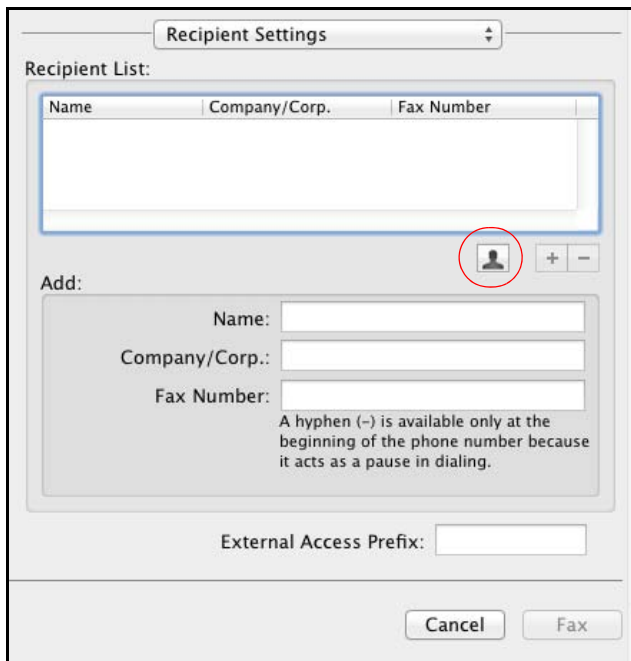 Recipient Settings
Recipient List:
Name Company/Corp. Fax Number
+ −
Add:
Name:
Company/Corp.:
Fax Number:
A hyphen (–) is available only at the
beginning of the phone number because
it acts as a pause in dialing.
External Access Prefix:
Cancel Fax